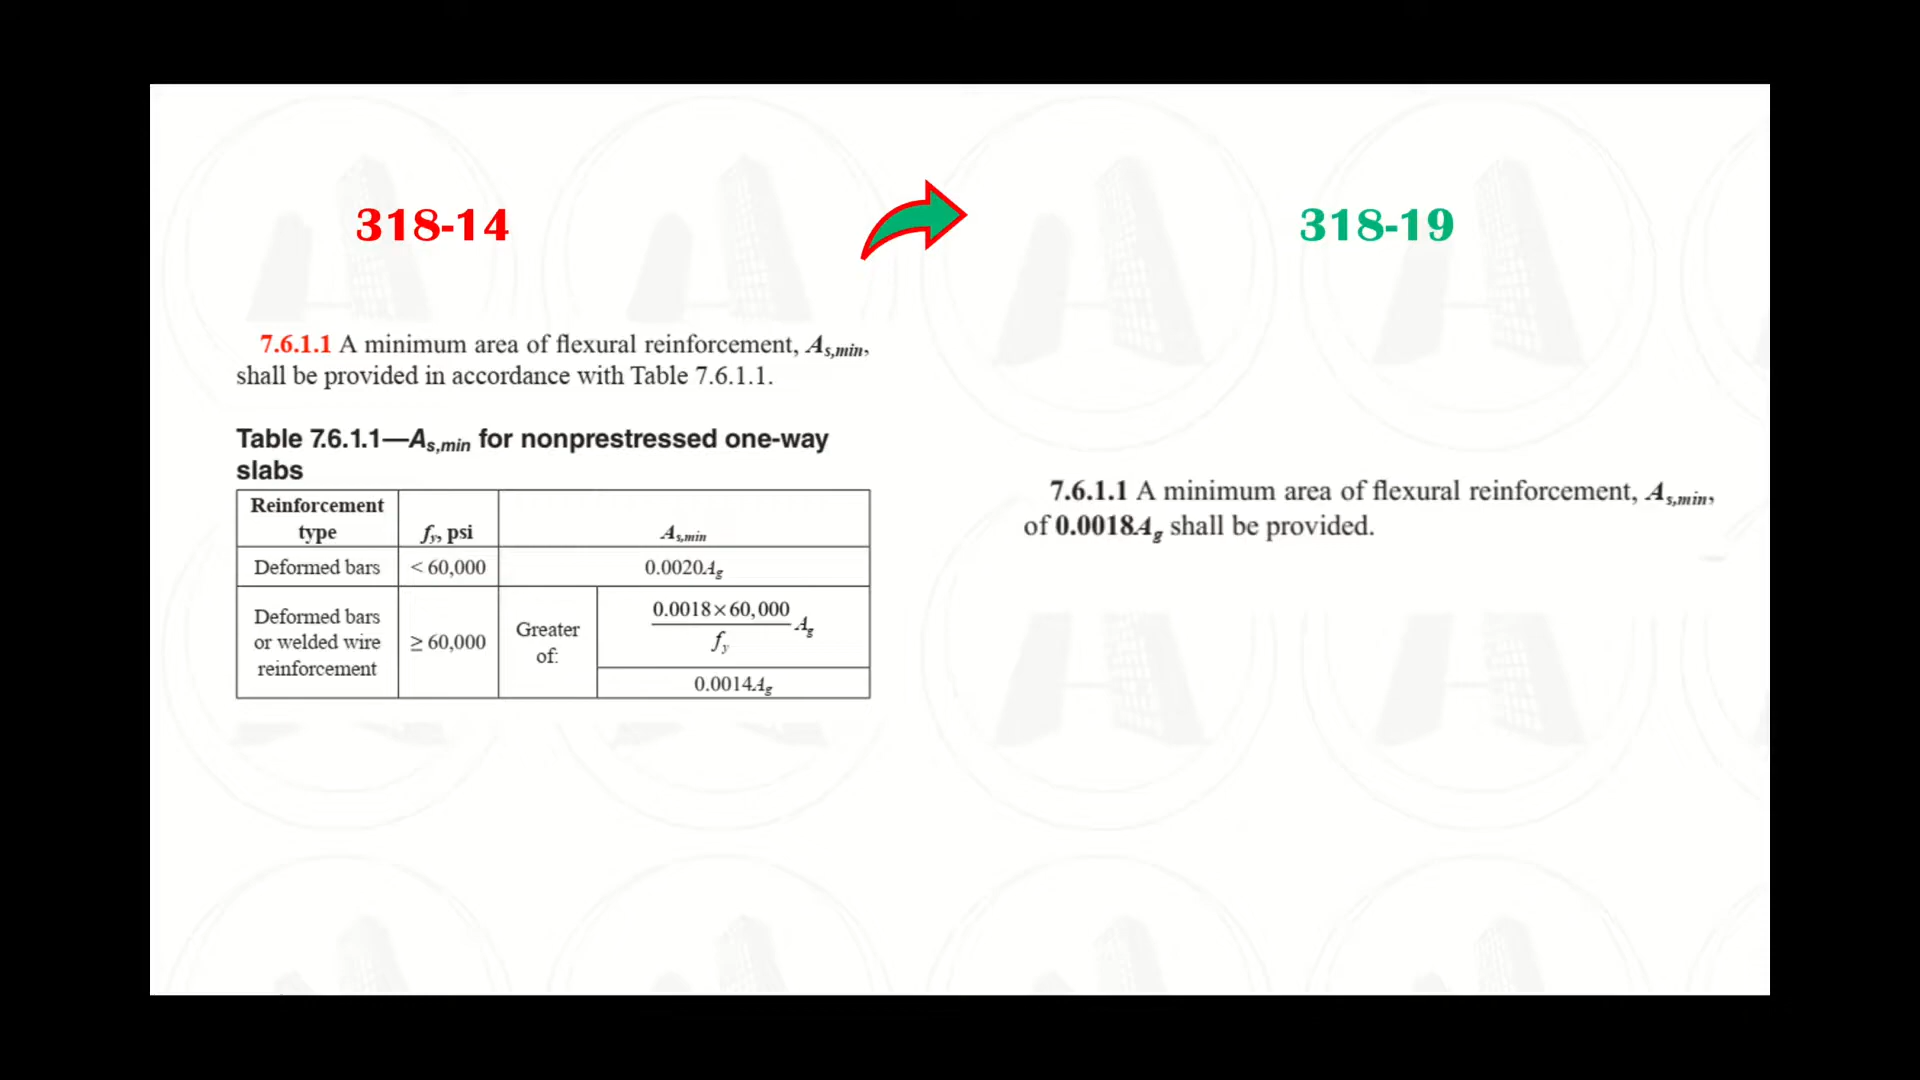 318-14
318-19
7.6.1.1 A minimum area of flexural reinforcement, As,min,
shall be provided in accordance with Table 7.6.1.1.
Table 7.6.1.1—As,min for nonprestressed one-way
slabs
Reinforcement
type
fy, psi
As,min
Deformed bars
< 60,000
0.0020Ag
Deformed bars
or welded wire
reinforcement
≥ 60,000
Greater
of:
0.0018×60,000
fy
Ag
0.0014Ag
7.6.1.1 A minimum area of flexural reinforcement, As,min,
of 0.0018Ag shall be provided.